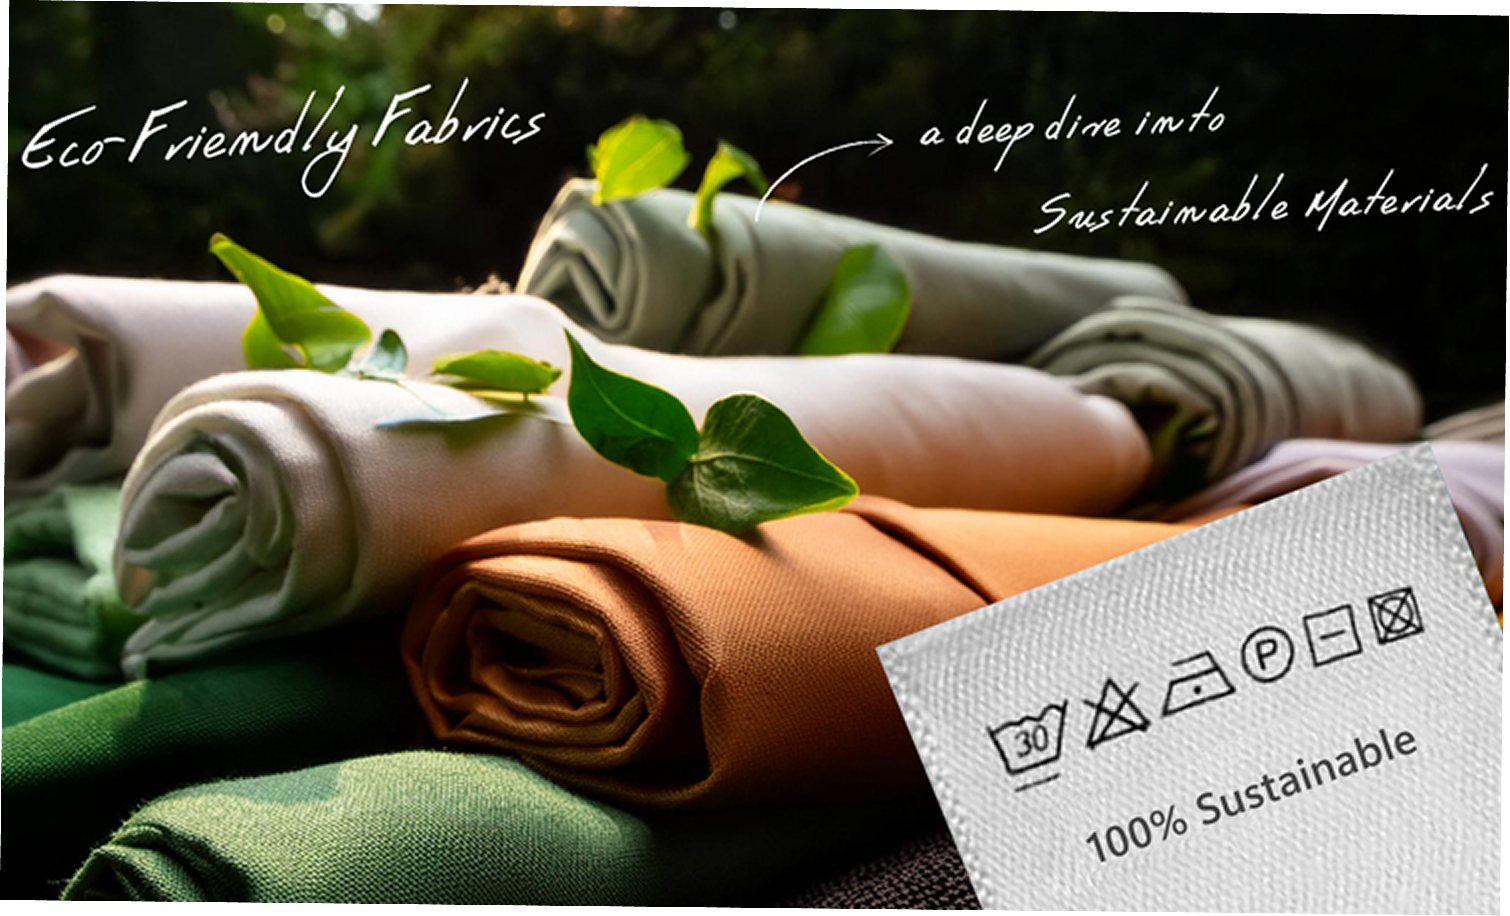 Eco-Friendly Fabrics
a deep dive into
Sustainable Materials
30
P
100% Sustainable